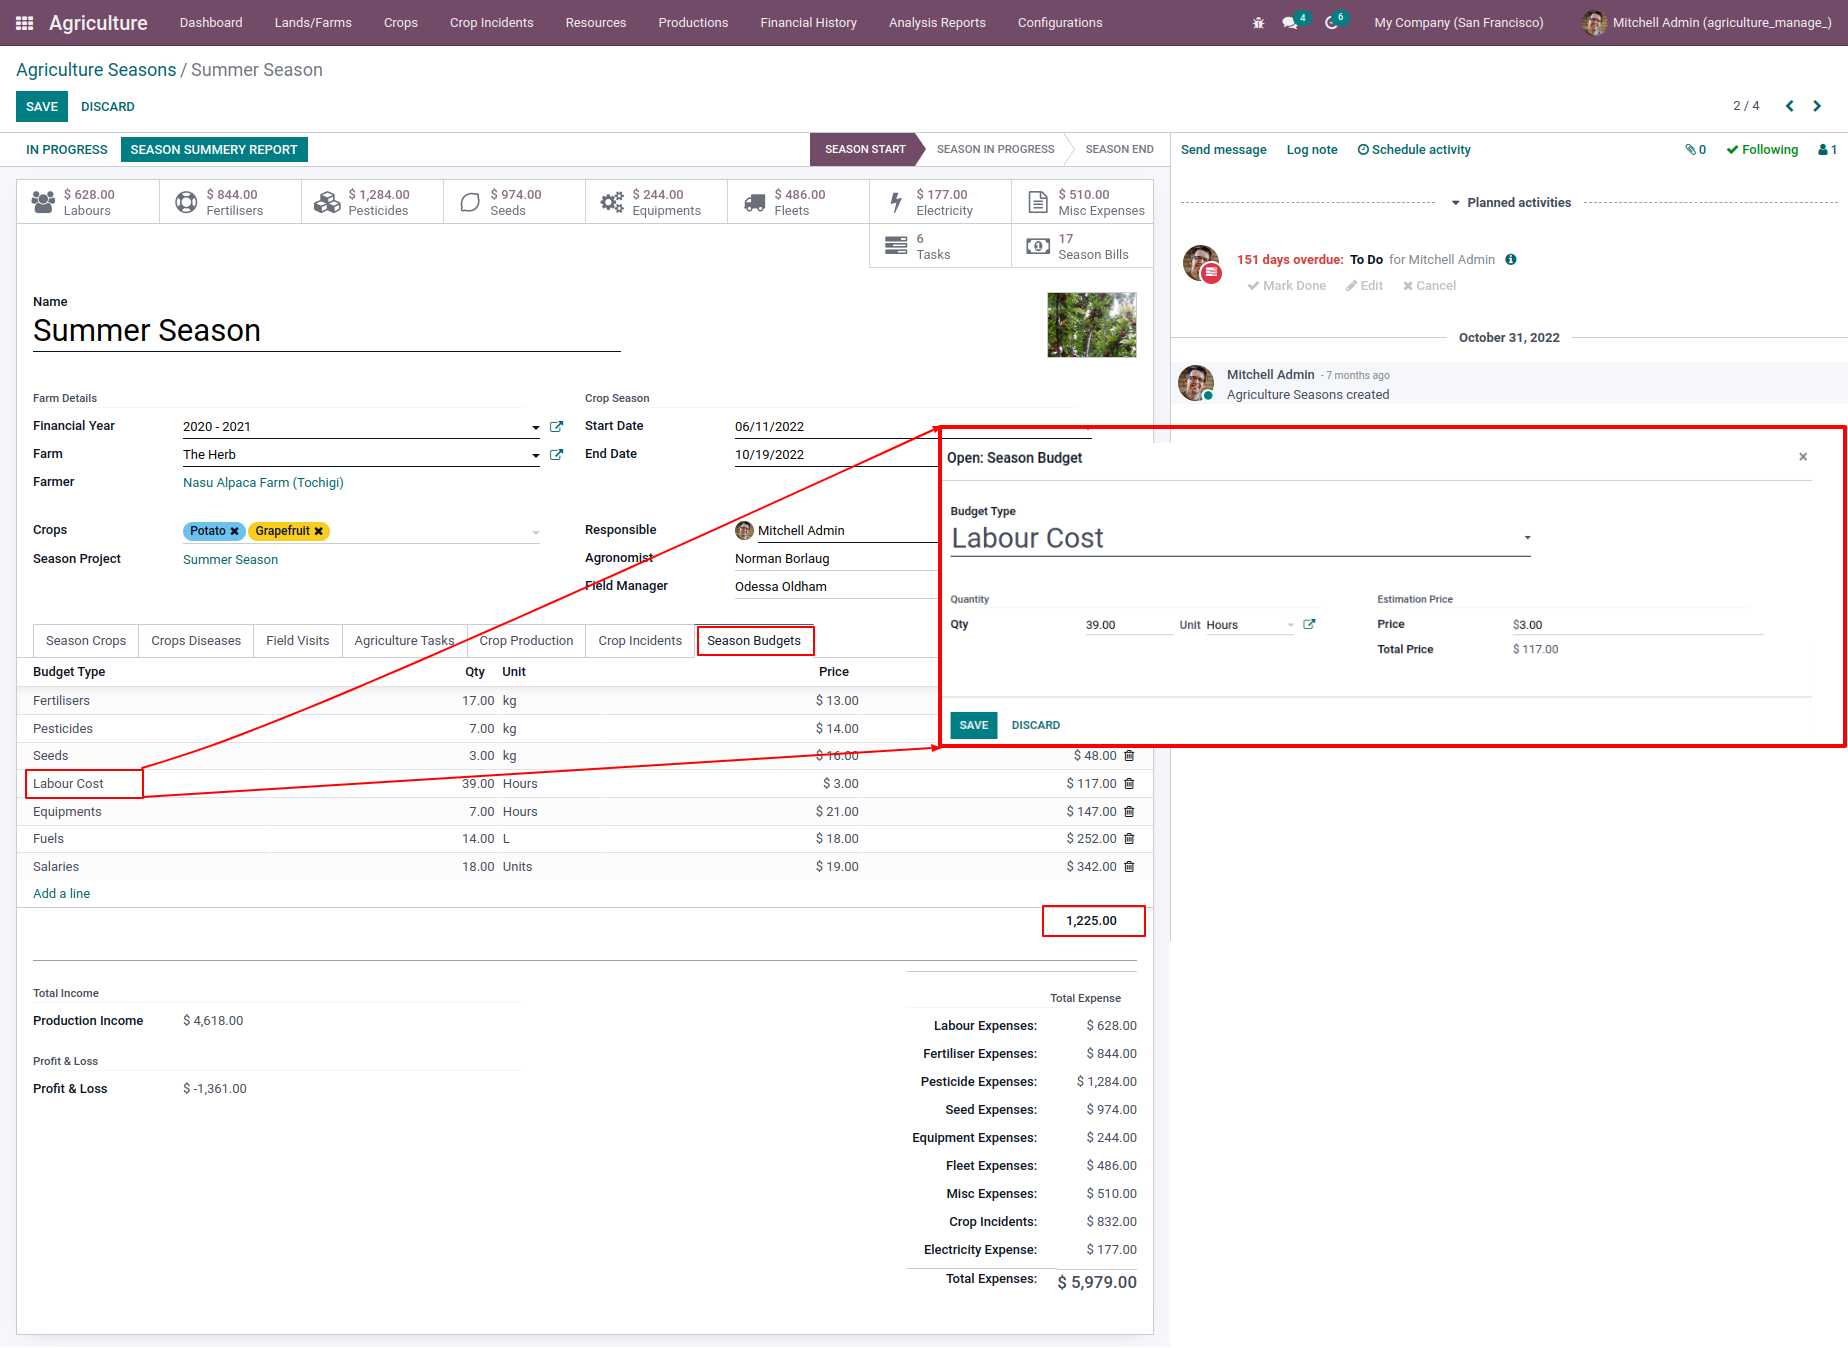 Agriculture Dashboard Lands/Farms Crops Crop Incidents Resources Productions Financial History Analysis Reports Configurations 4 6 My Company (San Francisco) Mitchell Admin (agriculture_manage_)
Agriculture Seasons / Summer Season
SAVE DISCARD 2 / 4
IN PROGRESS SEASON SUMMERY REPORT SEASON START SEASON IN PROGRESS SEASON END
Send message Log note Schedule activity 0 Following 1
$ 628.00 $ 844.00 $ 1,284.00 $ 974.00 $ 244.00 $ 486.00 $ 177.00 $ 510.00
Labours Fertilisers Pesticides Seeds Equipments Fleets Electricity Misc Expenses
6 17
Tasks Season Bills
Planned activities
151 days overdue: To Do for Mitchell Admin
Mark Done Edit Cancel
October 31, 2022
Mitchell Admin - 7 months ago
Agriculture Seasons created
Name
Summer Season
Farm Details Crop Season
Financial Year 2020 - 2021 Start Date 06/11/2022
Farm The Herb End Date 10/19/2022
Farmer Nasu Alpaca Farm (Tochigi)
Crops Potato Grapefruit Responsible Mitchell Admin
Season Project Summer Season Agronomist Norman Borlaug
Field Manager Odessa Oldham
Open: Season Budget
Budget Type
Labour Cost
Quantity Estimation Price
Qty 39.00 Unit Hours Price $3.00
Total Price $ 117.00
SAVE DISCARD
Season Crops Crops Diseases Field Visits Agriculture Tasks Crop Production Crop Incidents Season Budgets
Budget Type Qty Unit Price
Fertilisers 17.00 kg $ 13.00
Pesticides 7.00 kg $ 14.00
Seeds 3.00 kg $ 16.00 $ 48.00
Labour Cost 39.00 Hours $ 3.00 $ 117.00
Equipments 7.00 Hours $ 21.00 $ 147.00
Fuels 14.00 L $ 18.00 $ 252.00
Salaries 18.00 Units $ 19.00 $ 342.00
Add a line
1,225.00
Total Income
Production Income $ 4,618.00
Profit & Loss
Profit & Loss $ -1,361.00
Total Expense
Labour Expenses: $ 628.00
Fertiliser Expenses: $ 844.00
Pesticide Expenses: $ 1,284.00
Seed Expenses: $ 974.00
Equipment Expenses: $ 244.00
Fleet Expenses: $ 486.00
Misc Expenses: $ 510.00
Crop Incidents: $ 832.00
Electricity Expense: $ 177.00
Total Expenses: $ 5,979.00